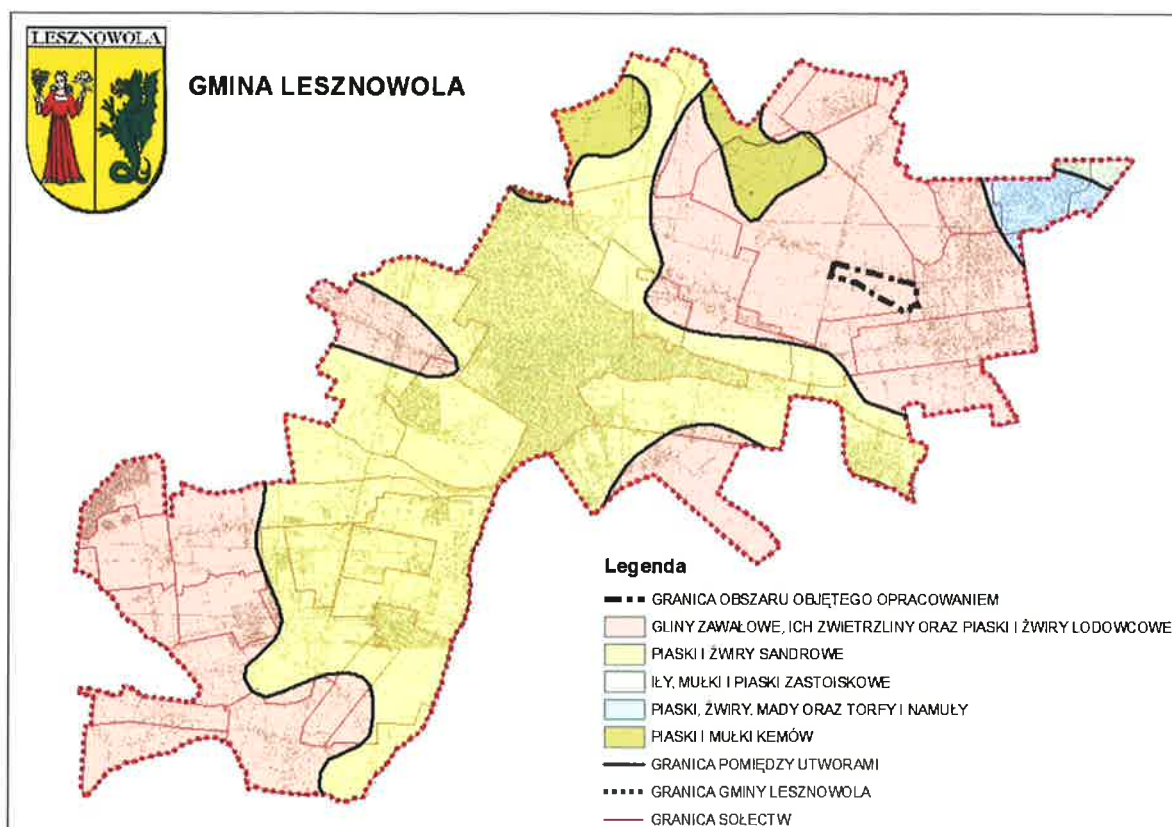 LESZNOWOLA
GMINA LESZNOWOLA
Legenda
GRANICA OBSZARU OBJĘTEGO OPRACOWANIEM
GLINY ZAWAŁOWE, ICH ZWIETRZLINY ORAZ PIASKI I ŻWIRY LODOWCOWE
PIASKI I ŻWIRY SANDROWE
IŁY, MUŁKI I PIASKI ZASTOISKOWE
PIASKI, ŻWIRY, MADY ORAZ TORFY I NAMUŁY
PIASKI I MUŁKI KEMÓW
GRANICA POMIĘDZY UTWORAMI
GRANICA GMINY LESZNOWOLA
GRANICA SOŁECTW